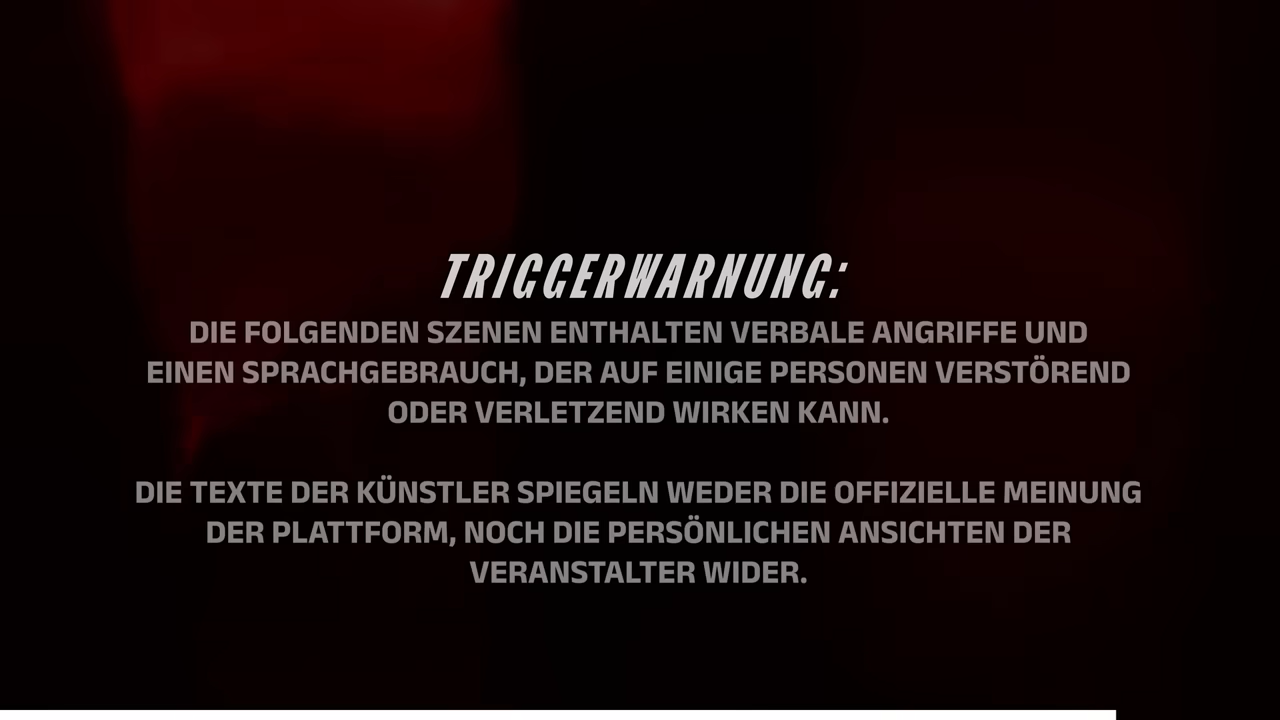 TRIGGERWARNUNG:
DIE FOLGENDEN SZENEN ENTHALTEN VERBALE ANGRIFFE UND
EINEN SPRACHGEBRAUCH, DER AUF EINIGE PERSONEN VERSTÖREND
ODER VERLETZEND WIRKEN KANN.
DIE TEXTE DER KÜNSTLER SPIEGELN WEDER DIE OFFIZIELLE MEINUNG
DER PLATTFORM, NOCH DIE PERSÖNLICHEN ANSICHTEN DER
VERANSTALTER WIDER.